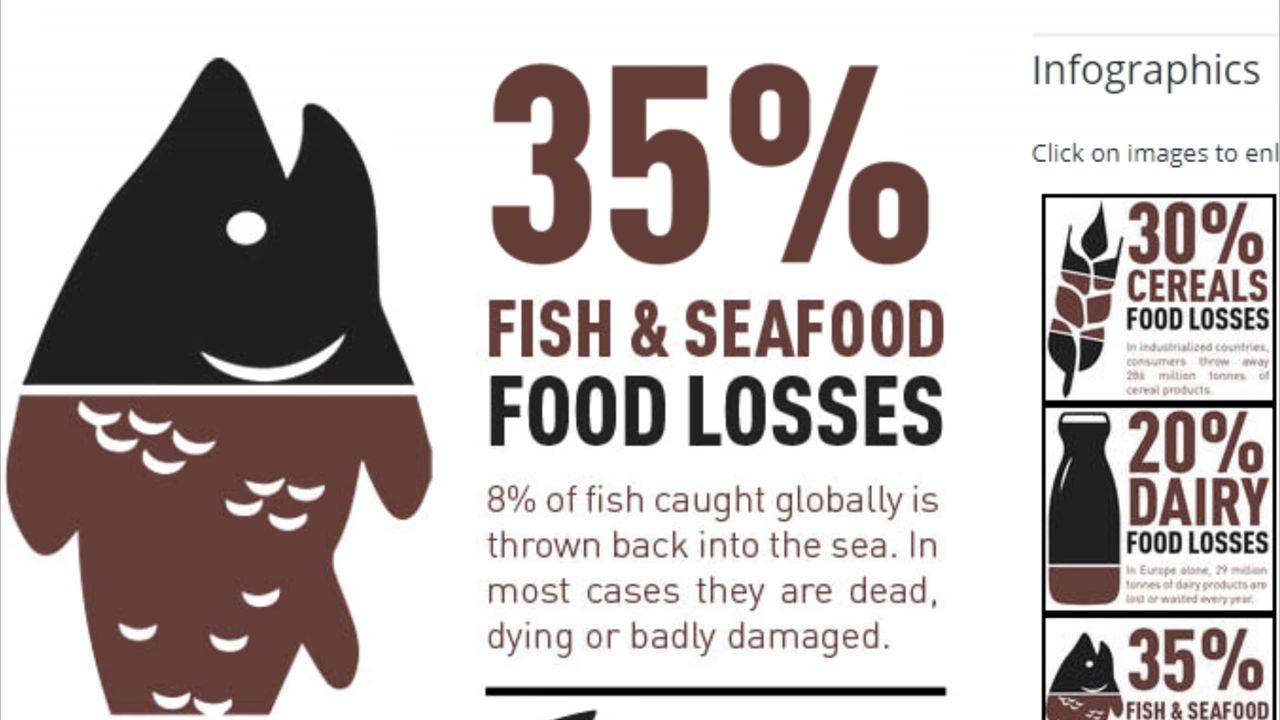 35%
FISH & SEAFOOD
FOOD LOSSES
8% of fish caught globally is
thrown back into the sea. In
most cases they are dead,
dying or badly damaged.
Infographics
Click on images to enl
30%
CEREALS
FOOD LOSSES
In industrialized countries,
consumers throw away
286 million tonnes of
cereal products.
20%
DAIRY
FOOD LOSSES
In Europe alone, 29 million
tonnes of dairy products are
lost or wasted every year.
35%
FISH & SEAFOOD